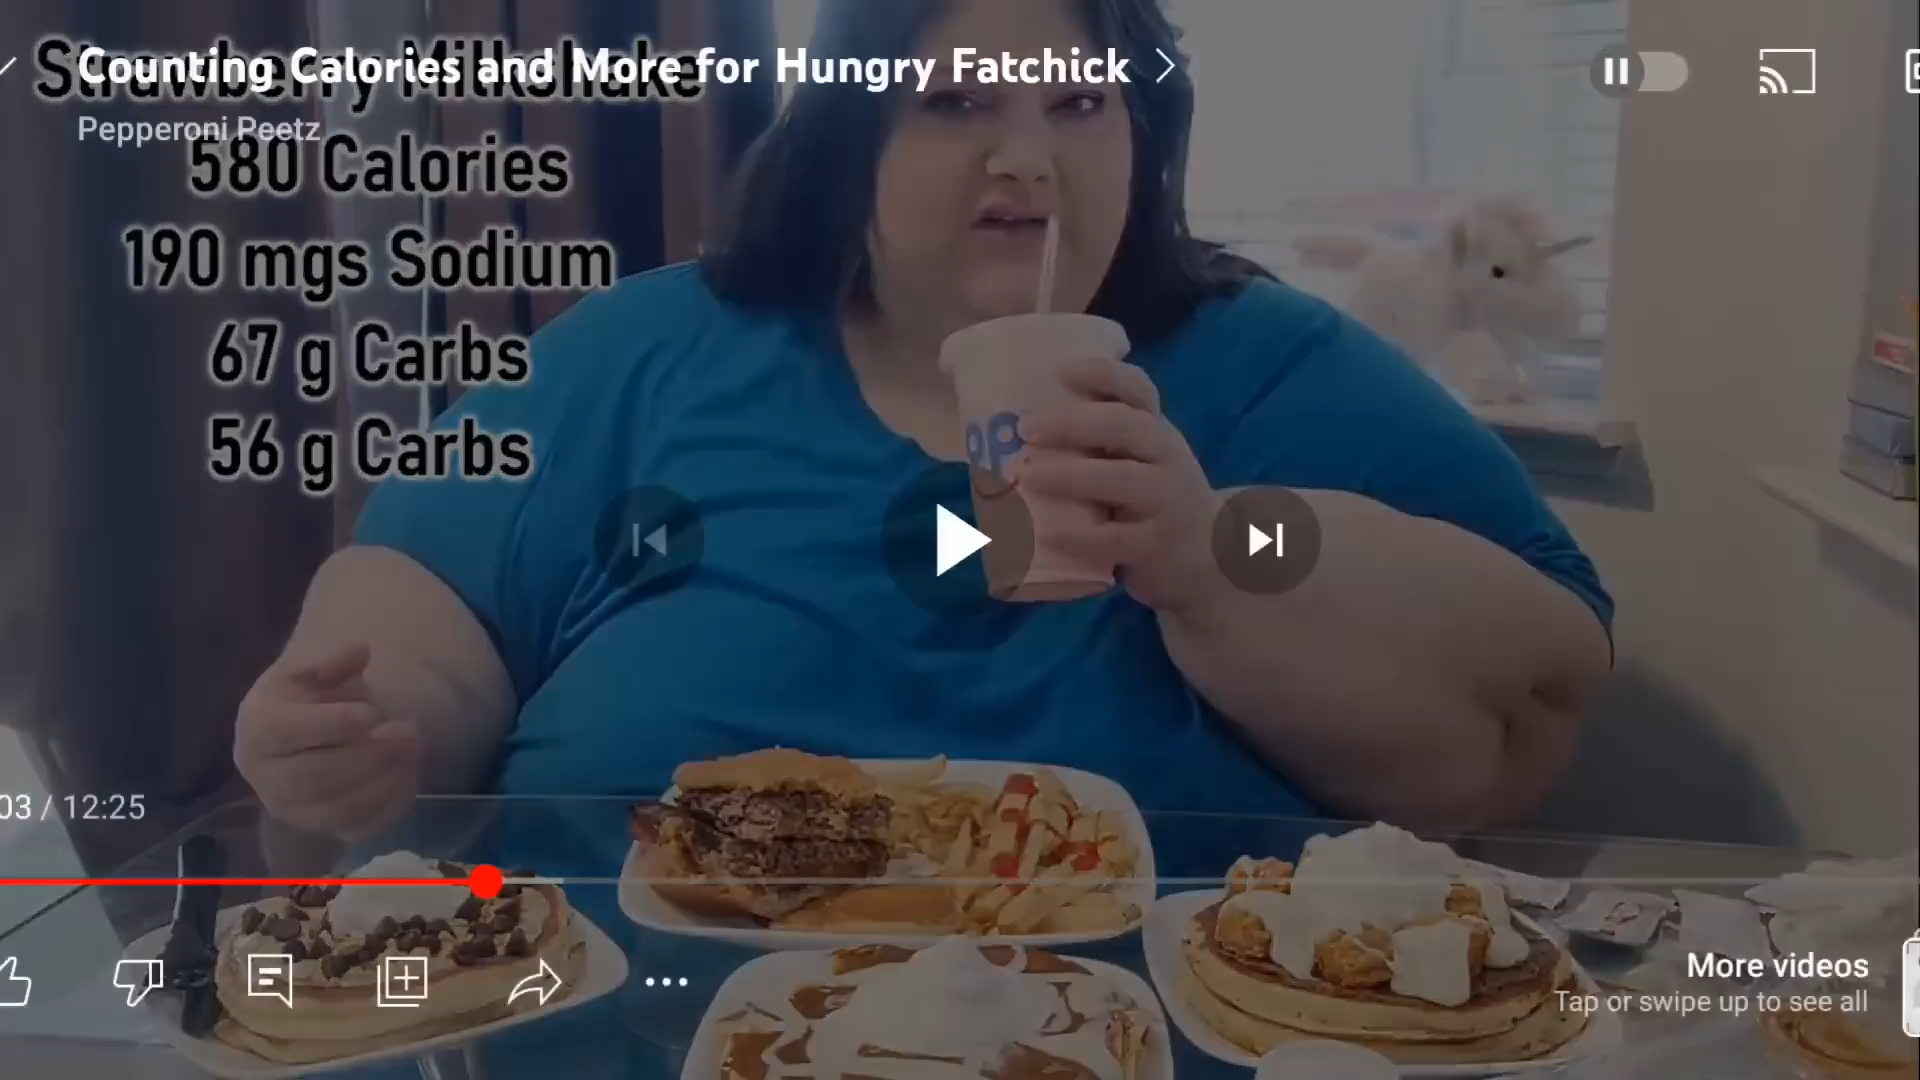 Counting Calories and More for Hungry Fatchick
Strawberry Milkshake
Pepperoni Peetz
580 Calories
190 mgs Sodium
67 g Carbs
56 g Carbs
03 / 12:25
More videos
Tap or swipe up to see all